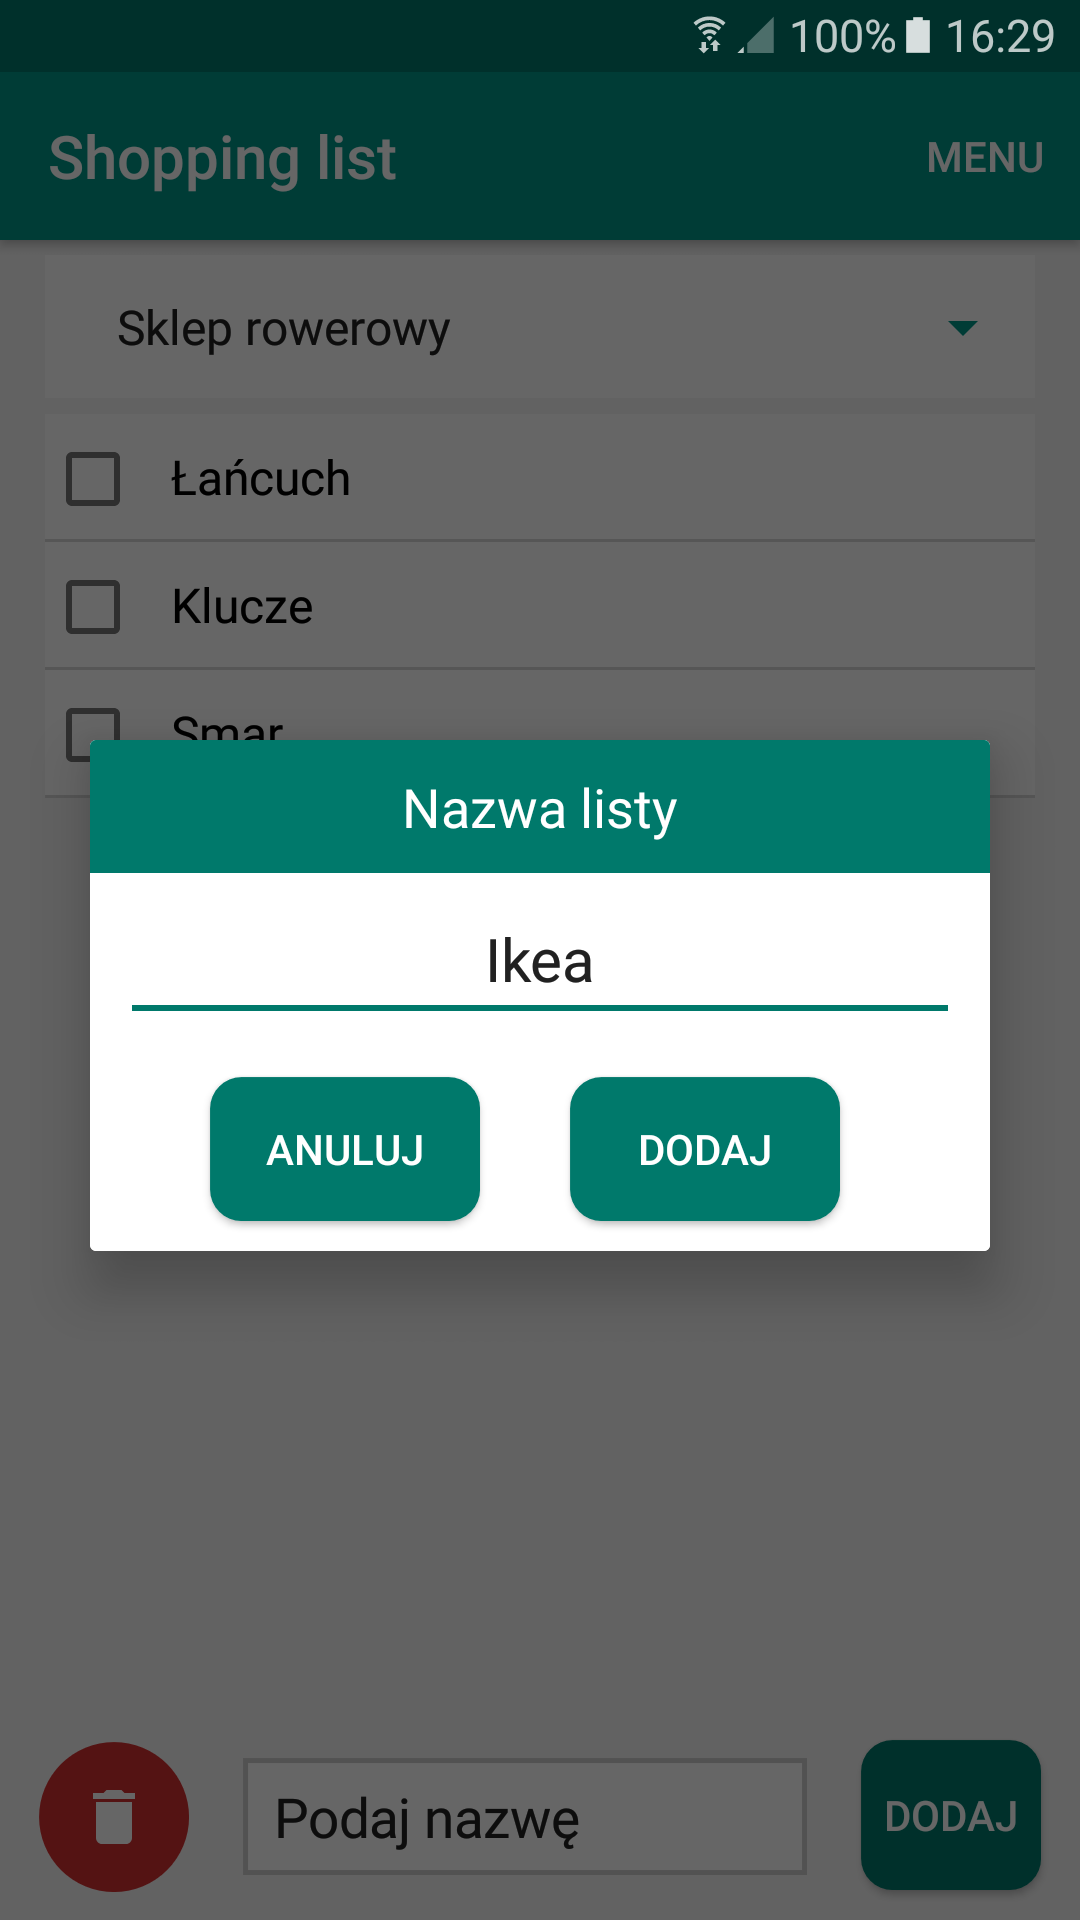 100% 16:29
Shopping list MENU
Sklep rowerowy
Łańcuch
Klucze
Smar
Nazwa listy
Ikea
ANULUJ DODAJ
Podaj nazwę DODAJ